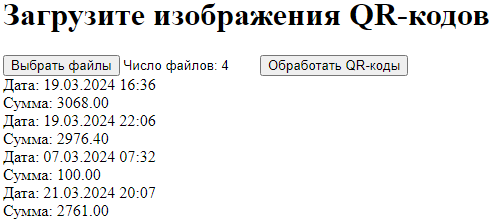 Загрузите изображения QR-кодов
Выбрать файлы Число файлов: 4 Обработать QR-коды
Дата: 19.03.2024 16:36
Сумма: 3068.00
Дата: 19.03.2024 22:06
Сумма: 2976.40
Дата: 07.03.2024 07:32
Сумма: 100.00
Дата: 21.03.2024 20:07
Сумма: 2761.00